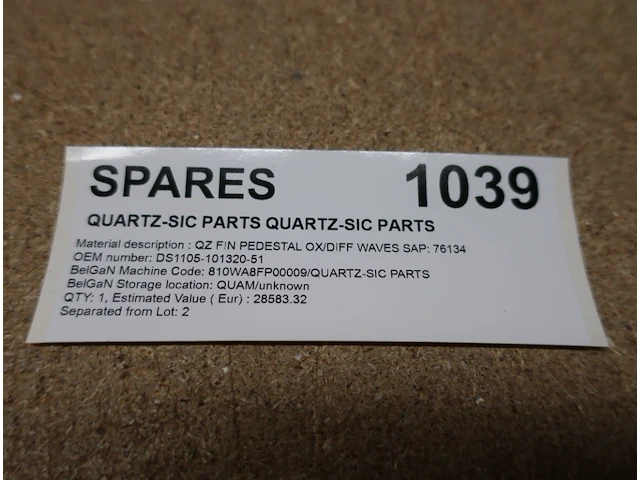 SPARES 1039
QUARTZ-SIC PARTS QUARTZ-SIC PARTS
Material description : QZ FIN PEDESTAL OX/DIFF WAVES SAP: 76134
OEM number: DS1105-101320-51
BelGaN Machine Code: 810WA8FP00009/QUARTZ-SIC PARTS
BelGaN Storage location: QUAM/unknown
QTY: 1, Estimated Value ( Eur) : 28583.32
Separated from Lot: 2